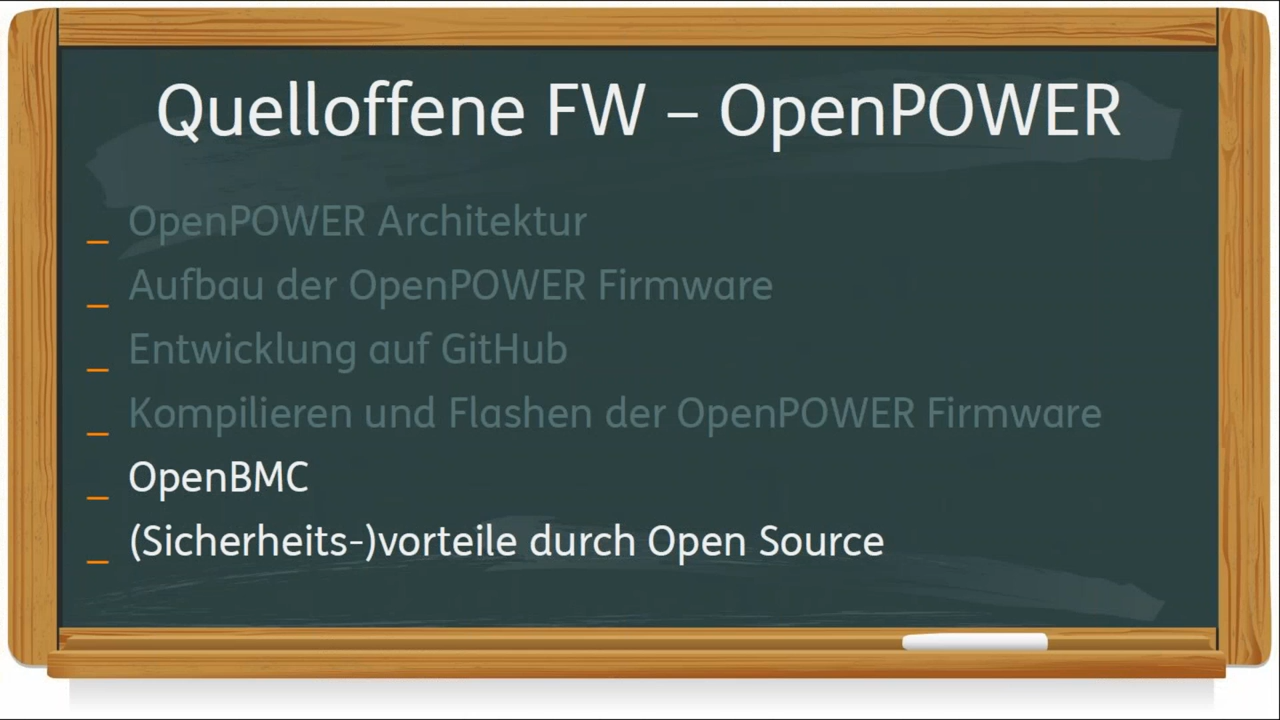 Quelloffene FW – OpenPOWER
_ OpenPOWER Architektur
_ Aufbau der OpenPOWER Firmware
_ Entwicklung auf GitHub
_ Kompilieren und Flashen der OpenPOWER Firmware
_ OpenBMC
_ (Sicherheits-)vorteile durch Open Source